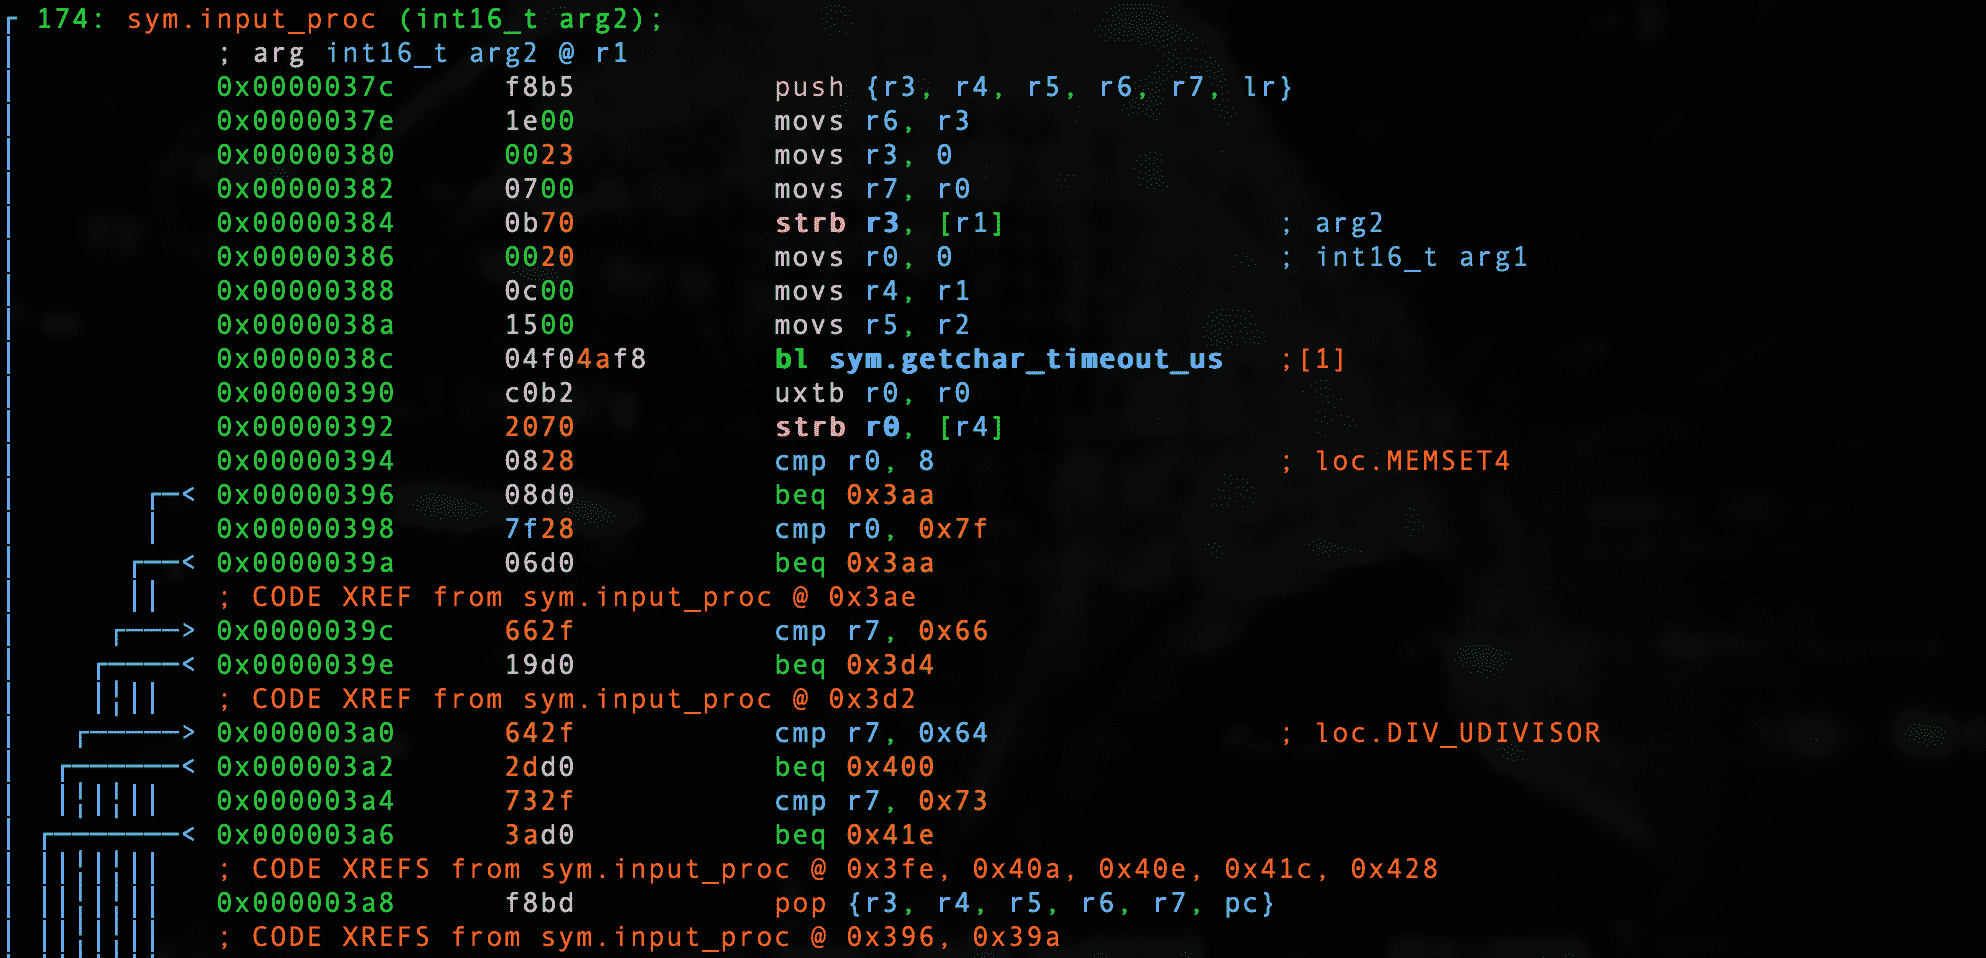 174: sym.input_proc (int16_t arg2);
; arg int16_t arg2 @ r1
0x0000037c f8b5 push {r3, r4, r5, r6, r7, lr}
0x0000037e 1e00 movs r6, r3
0x00000380 0023 movs r3, 0
0x00000382 0700 movs r7, r0
0x00000384 0b70 strb r3, [r1] ; arg2
0x00000386 0020 movs r0, 0 ; int16_t arg1
0x00000388 0c00 movs r4, r1
0x0000038a 1500 movs r5, r2
0x0000038c 04f04af8 bl sym.getchar_timeout_us ;[1]
0x00000390 c0b2 uxtb r0, r0
0x00000392 2070 strb r0, [r4]
0x00000394 0828 cmp r0, 8 ; loc.MEMSET4
< 0x00000396 08d0 beq 0x3aa
0x00000398 7f28 cmp r0, 0x7f
< 0x0000039a 06d0 beq 0x3aa
; CODE XREF from sym.input_proc @ 0x3ae
> 0x0000039c 662f cmp r7, 0x66
< 0x0000039e 19d0 beq 0x3d4
; CODE XREF from sym.input_proc @ 0x3d2
> 0x000003a0 642f cmp r7, 0x64 ; loc.DIV_UDIVISOR
< 0x000003a2 2dd0 beq 0x400
0x000003a4 732f cmp r7, 0x73
< 0x000003a6 3ad0 beq 0x41e
; CODE XREFS from sym.input_proc @ 0x3fe, 0x40a, 0x40e, 0x41c, 0x428
0x000003a8 f8bd pop {r3, r4, r5, r6, r7, pc}
; CODE XREFS from sym.input_proc @ 0x396, 0x39a